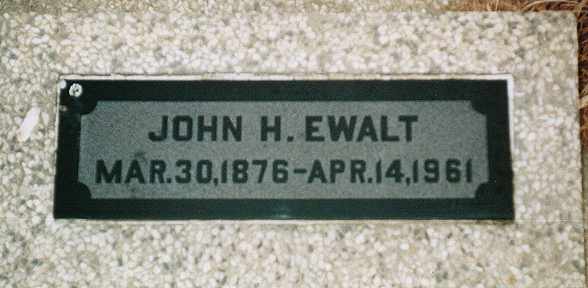 JOHN H. EWALT
MAR.30,1876-APR.14,1961